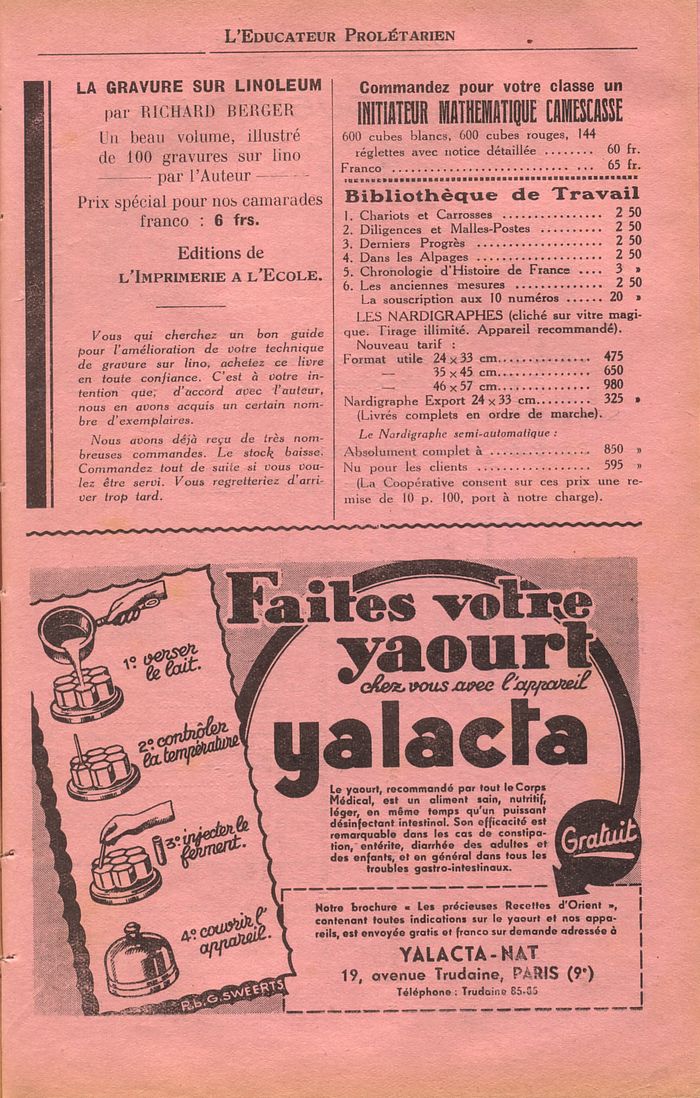 L'Educateur Prolétarien
LA GRAVURE SUR LINOLEUM
par RICHARD BERGER
Un beau volume, illustré
de 100 gravures sur lino
par l'Auteur
Prix spécial pour nos camarades
franco : 6 frs.
Editions de
L'Imprimerie a l'Ecole.
Vous qui cherchez un bon guide
pour l'amélioration de votre technique
de gravure sur lino, achetez ce livre
en toute confiance. C'est à votre in-
tention que, d'accord avec l'auteur,
nous en avons acquis un certain nom-
bre d'exemplaires.
Nous avons déjà reçu de très nom-
breuses commandes. Le stock baisse.
Commandez tout de suite si vous vou-
lez être servi. Vous regretteriez d'arri-
ver trop tard.
Commandez pour votre classe un
INITIATEUR MATHEMATIQUE CAMESCASSE
600 cubes blancs, 600 cubes rouges, 144
réglettes avec notice détaillée ........ 60 fr.
Franco .............................. 65 fr.
Bibliothèque de Travail
1. Chariots et Carrosses ................ 2 50
2. Diligences et Malles-Postes ........... 2 50
3. Derniers Progrès .................... 2 50
4. Dans les Alpages .................... 2 50
5. Chronologie d'Histoire de France .... 3 »
6. Les anciennes mesures ............... 2 50
La souscription aux 10 numéros ...... 20 »
LES NARDIGRAPHES (cliché sur vitre magi-
que. Tirage illimité. Appareil recommandé).
Nouveau tarif :
Format utile 24 × 33 cm............... 475
— 35 × 45 cm............... 650
— 46 × 57 cm............... 980
Nardigraphe Export 24 × 33 cm......... 325 »
(Livrés complets en ordre de marche).
Le Nardigraphe semi-automatique :
Absolument complet à .................. 850 »
Nu pour les clients .................. 595 »
(La Coopérative consent sur ces prix une re-
mise de 10 p. 100, port à notre charge).
Faites votre
yaourt
chez vous avec l'appareil
yalacta
1º verser
le lait.
2º contrôler
la température
3º injecter le
ferment.
4º couvrir l'
appareil.
Pub. G. SWEERTS
Le yaourt, recommandé par tout le Corps
Médical, est un aliment sain, nutritif,
léger, en même temps qu'un puissant
désinfectant intestinal. Son efficacité est
remarquable dans les cas de constipa-
tion, entérite, diarrhée des adultes et
des enfants, et en général dans tous les
troubles gastro-intestinaux.
Gratuit
Notre brochure « Les précieuses Recettes d'Orient »,
contenant toutes indications sur le yaourt et nos appa-
reils, est envoyée gratis et franco sur demande adressée à
YALACTA-NAT
19, avenue Trudaine, PARIS (9e)
Téléphone : Trudaine 85-05